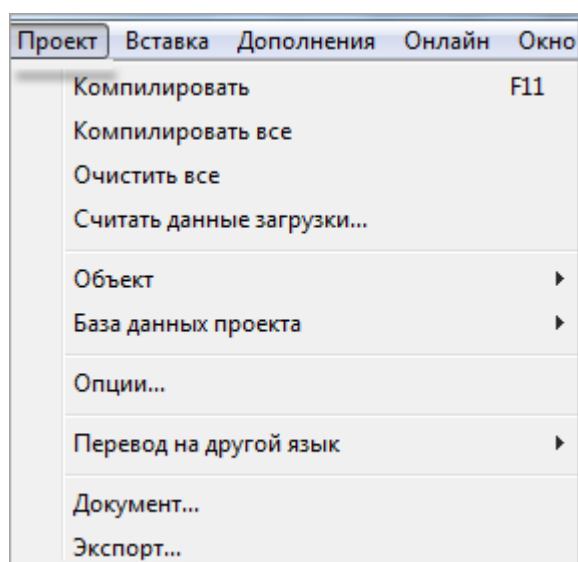 Проект Вставка Дополнения Онлайн Окно
Компилировать F11
Компилировать все
Очистить все
Считать данные загрузки...
Объект
База данных проекта
Опции...
Перевод на другой язык
Документ...
Экспорт...